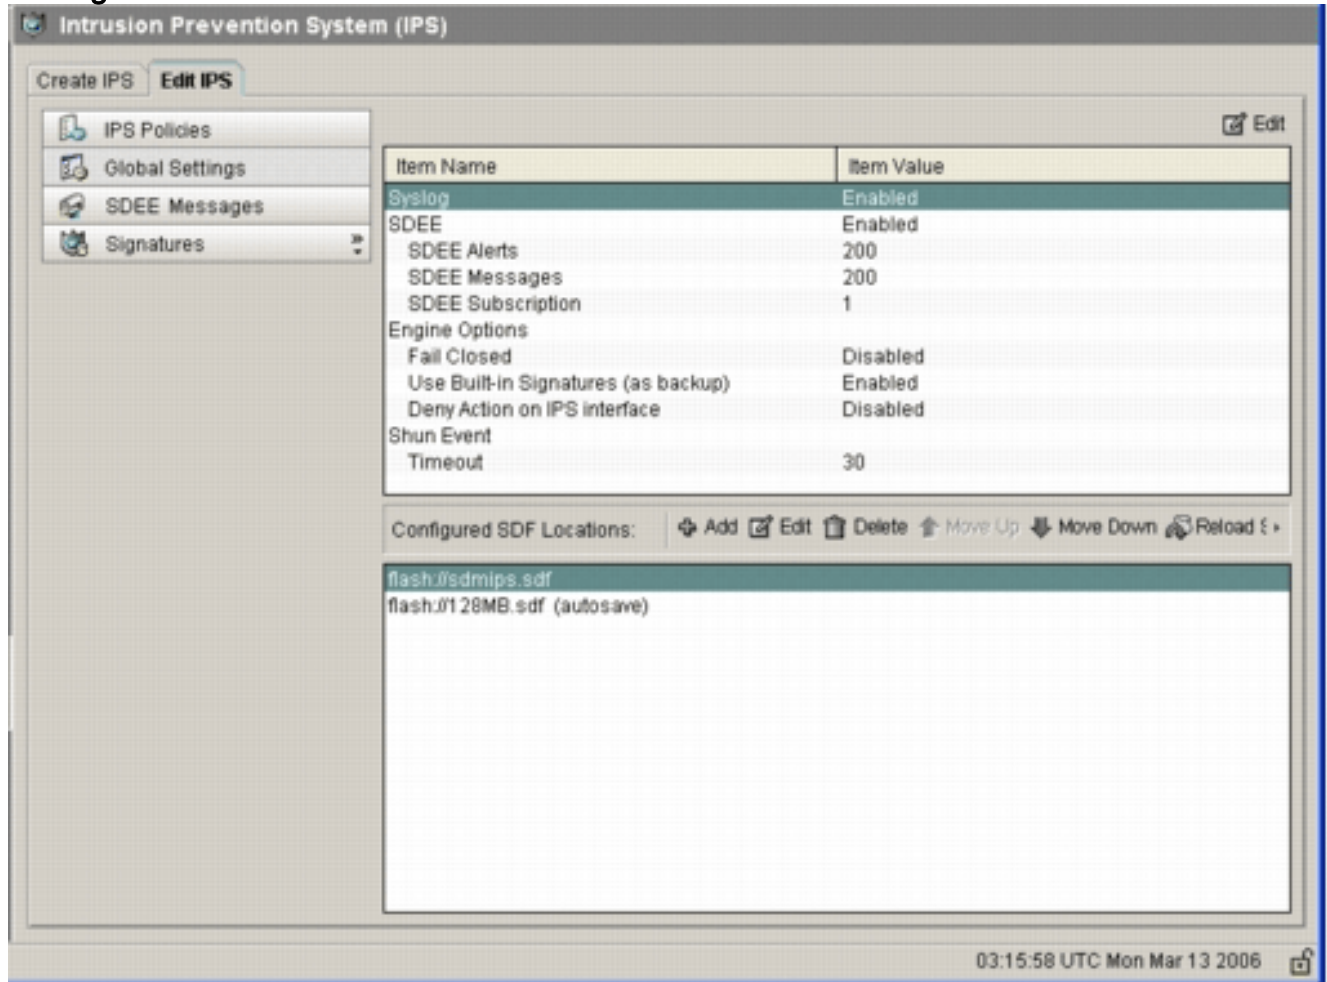 Intrusion Prevention System (IPS)
Create IPS Edit IPS
IPS Policies
Global Settings
SDEE Messages
Signatures
Edit
Item Name Item Value
Syslog Enabled
SDEE Enabled
SDEE Alerts 200
SDEE Messages 200
SDEE Subscription 1
Engine Options
Fail Closed Disabled
Use Built-in Signatures (as backup) Enabled
Deny Action on IPS interface Disabled
Shun Event
Timeout 30
Configured SDF Locations: Add Edit Delete Move Up Move Down Reload
flash://sdmips.sdf
flash://128MB.sdf (autosave)
03:15:58 UTC Mon Mar 13 2006